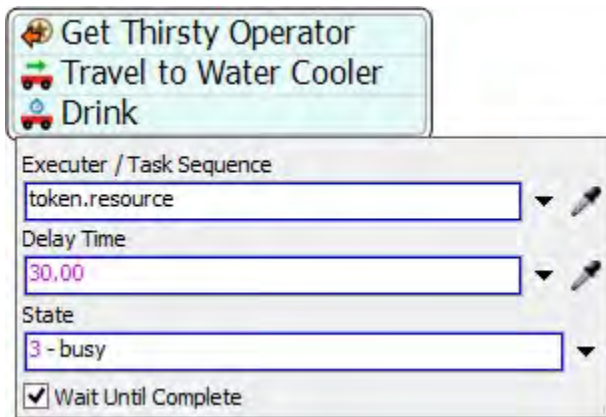 Get Thirsty Operator
Travel to Water Cooler
Drink
Executer / Task Sequence
token.resource
Delay Time
30.00
State
3 - busy
Wait Until Complete